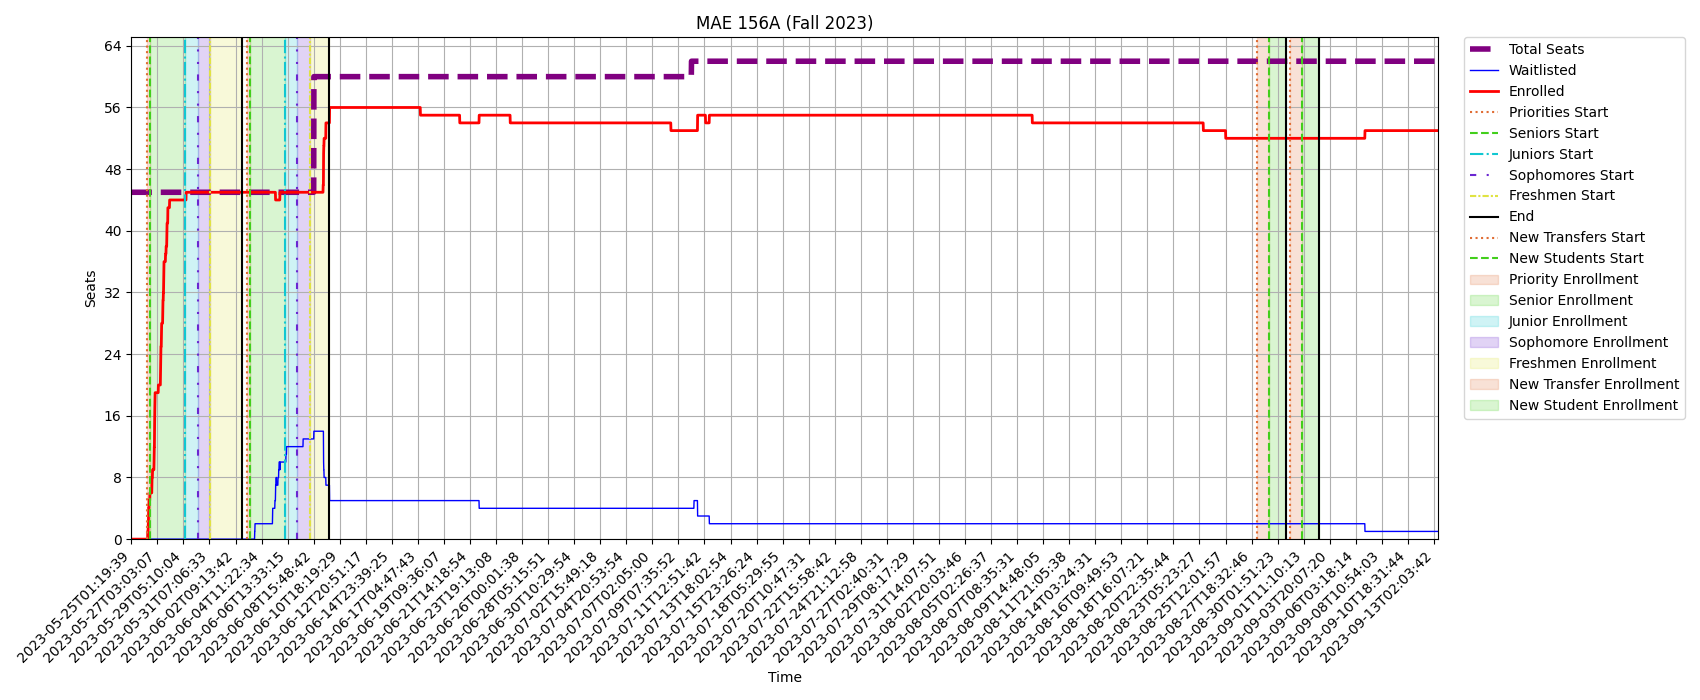 MAE 156A (Fall 2023)
Seats
64
56
48
40
32
24
16
8
0
2023-05-25T01:19:39
2023-05-27T03:03:07
2023-05-29T05:10:04
2023-05-31T07:06:33
2023-06-02T09:13:42
2023-06-04T11:22:34
2023-06-06T13:33:15
2023-06-08T15:48:42
2023-06-10T18:19:29
2023-06-12T20:51:17
2023-06-14T23:39:25
2023-06-17T04:47:43
2023-06-19T09:36:07
2023-06-21T14:18:54
2023-06-23T19:13:08
2023-06-26T00:01:38
2023-06-28T05:15:51
2023-06-30T10:29:54
2023-07-02T15:49:18
2023-07-04T20:53:54
2023-07-07T02:05:00
2023-07-09T07:35:52
2023-07-11T12:51:42
2023-07-13T18:02:54
2023-07-15T23:26:24
2023-07-18T05:29:55
2023-07-20T10:47:31
2023-07-22T15:58:42
2023-07-24T21:12:58
2023-07-27T02:40:31
2023-07-29T08:17:29
2023-07-31T14:07:51
2023-08-02T20:03:46
2023-08-05T02:26:37
2023-08-07T08:35:31
2023-08-09T14:48:05
2023-08-11T21:05:38
2023-08-14T03:24:31
2023-08-16T09:49:53
2023-08-18T16:07:21
2023-08-20T22:35:44
2023-08-23T05:23:27
2023-08-25T12:01:57
2023-08-27T18:32:46
2023-08-30T01:51:23
2023-09-01T11:10:13
2023-09-03T20:07:20
2023-09-06T03:18:14
2023-09-08T10:54:03
2023-09-10T18:31:44
2023-09-13T02:03:42
Time
Total Seats
Waitlisted
Enrolled
Priorities Start
Seniors Start
Juniors Start
Sophomores Start
Freshmen Start
End
New Transfers Start
New Students Start
Priority Enrollment
Senior Enrollment
Junior Enrollment
Sophomore Enrollment
Freshmen Enrollment
New Transfer Enrollment
New Student Enrollment